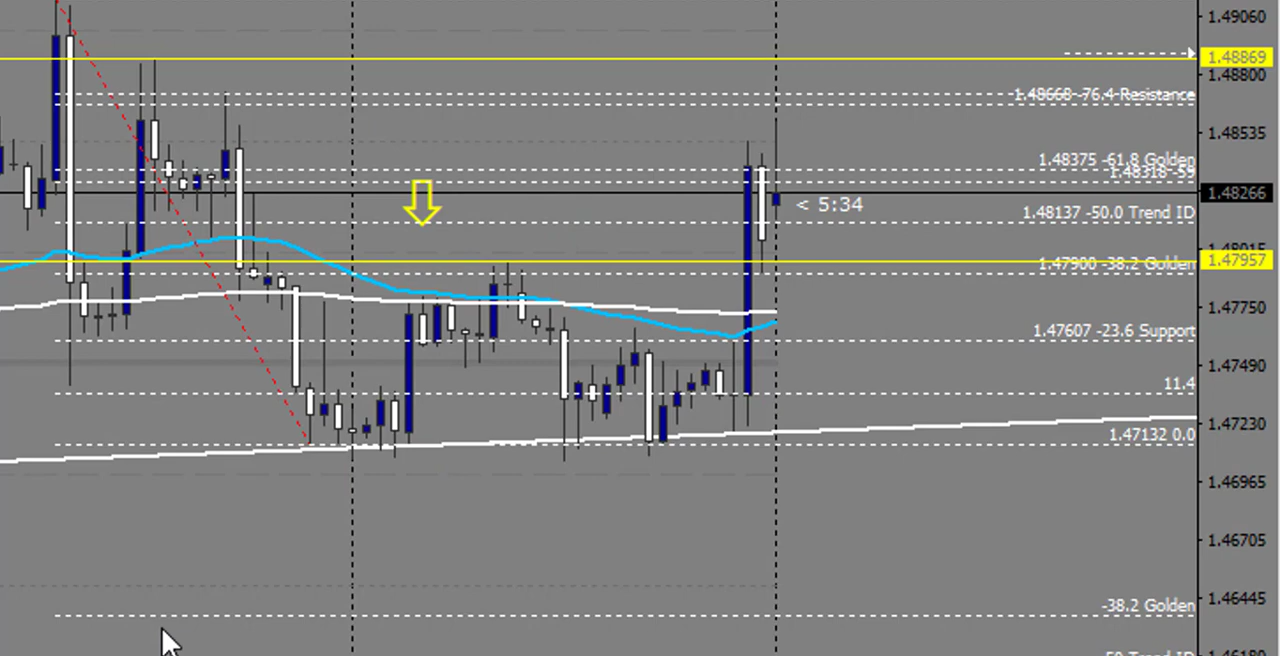 1.49060
1.48869
1.48800
1.48668 -76.4 Resistance
1.48535
1.48375 -61.8 Golden
1.48318 -59
1.48266
< 5:34
1.48137 -50.0 Trend ID
1.48015
1.47957
1.47900 -38.2 Golden
1.47750
1.47607 -23.6 Support
1.47490
11.4
1.47230
1.47132 0.0
1.46965
1.46705
1.46445
-38.2 Golden